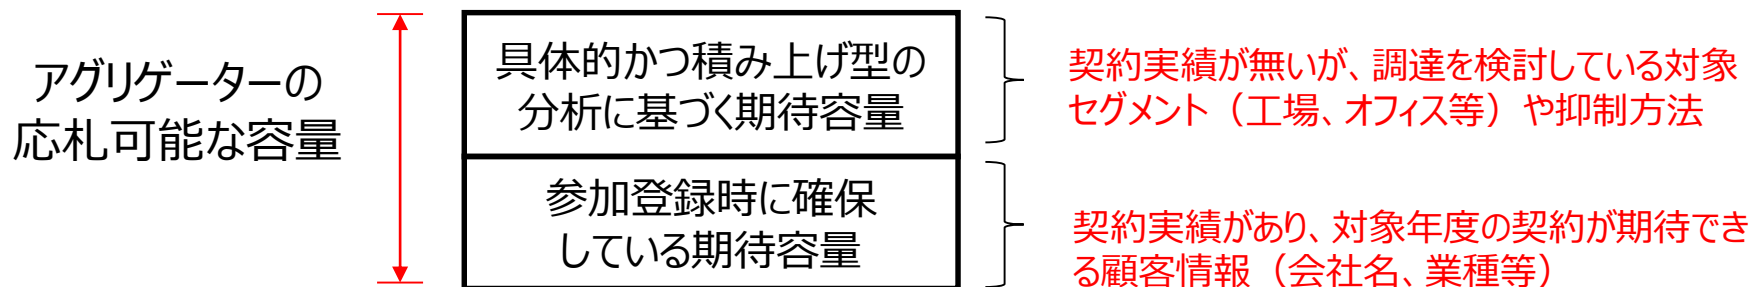 アグリゲーターの
応札可能な容量
具体的かつ積み上げ型の
分析に基づく期待容量
契約実績が無いが、調達を検討している対象
セグメント（工場、オフィス等）や抑制方法
参加登録時に確保
している期待容量
契約実績があり、対象年度の契約が期待でき
る顧客情報（会社名、業種等）